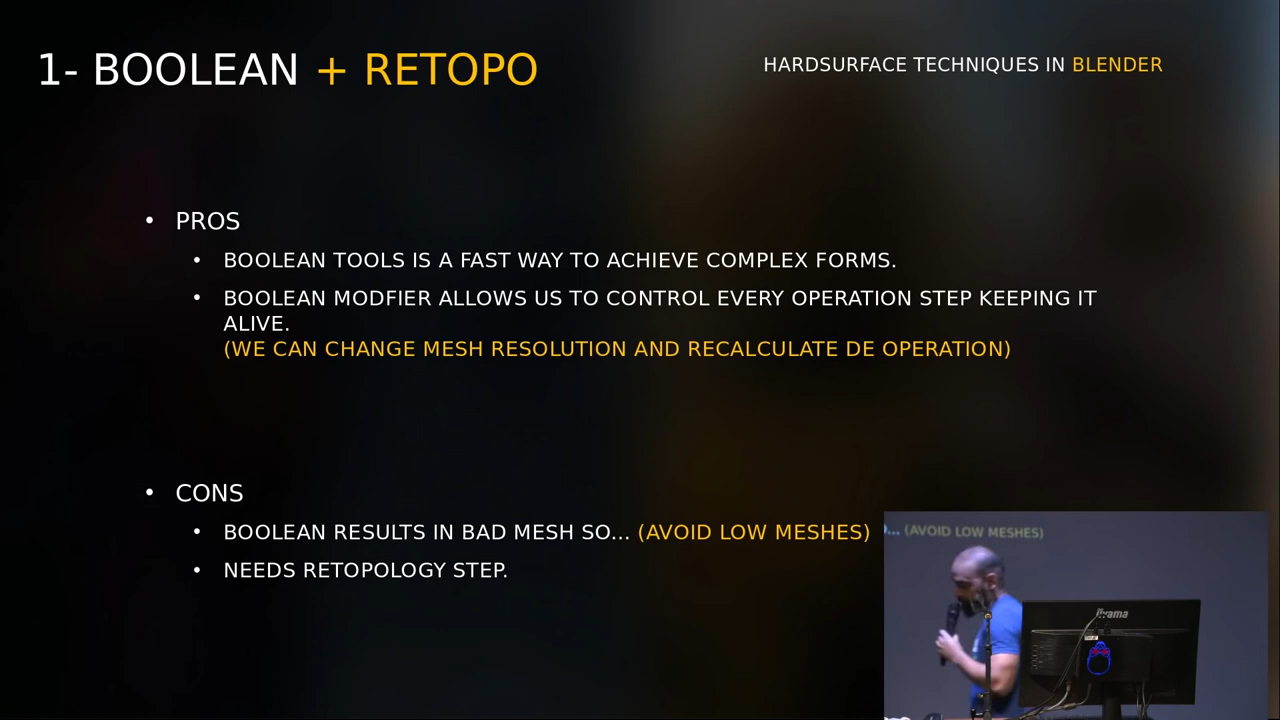 1- BOOLEAN + RETOPO
HARDSURFACE TECHNIQUES IN BLENDER
• PROS
• BOOLEAN TOOLS IS A FAST WAY TO ACHIEVE COMPLEX FORMS.
• BOOLEAN MODFIER ALLOWS US TO CONTROL EVERY OPERATION STEP KEEPING IT
ALIVE.
(WE CAN CHANGE MESH RESOLUTION AND RECALCULATE DE OPERATION)
• CONS
• BOOLEAN RESULTS IN BAD MESH SO... (AVOID LOW MESHES)
• NEEDS RETOPOLOGY STEP.
... (AVOID LOW MESHES)
iiyama